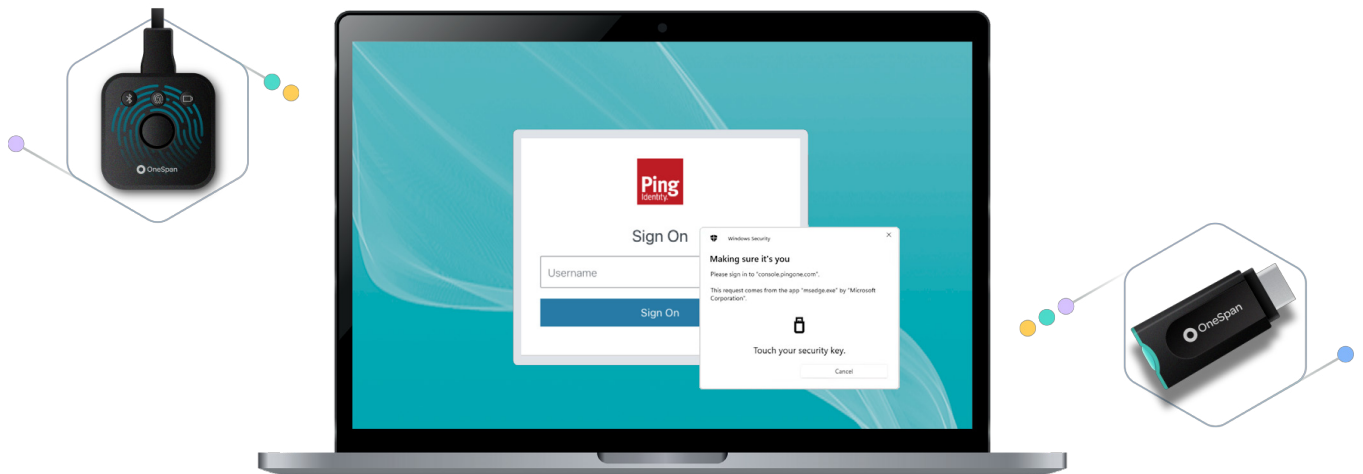 OneSpan
Ping
Identity.
Sign On
Username
Sign On
Windows Security
Making sure it's you
Please sign in to "console.pingone.com".
This request comes from the app "msedge.exe" by "Microsoft
Corporation".
Touch your security key.
Cancel
OneSpan